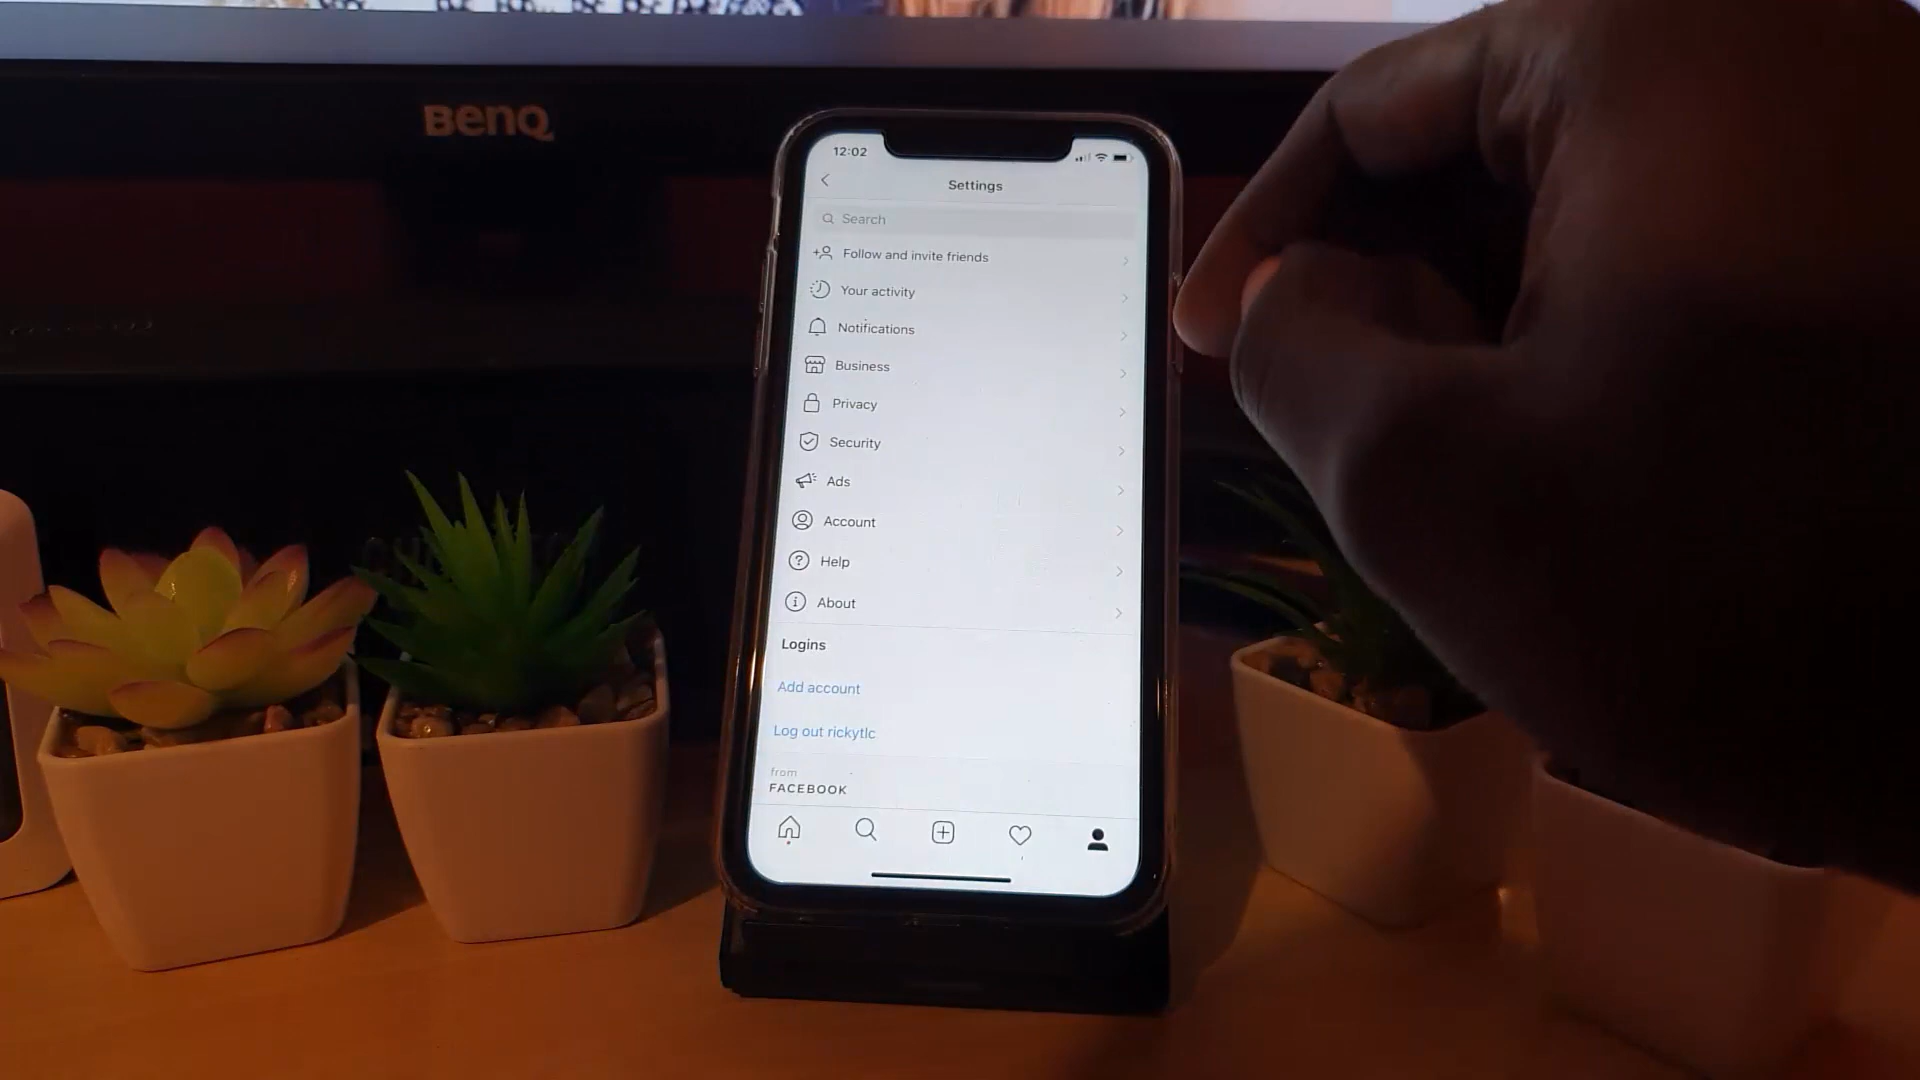 BenQ
12:02
Settings
Search
Follow and invite friends
Your activity
Notifications
Business
Privacy
Security
Ads
Account
Help
About
Logins
Add account
Log out rickytlc
from
FACEBOOK